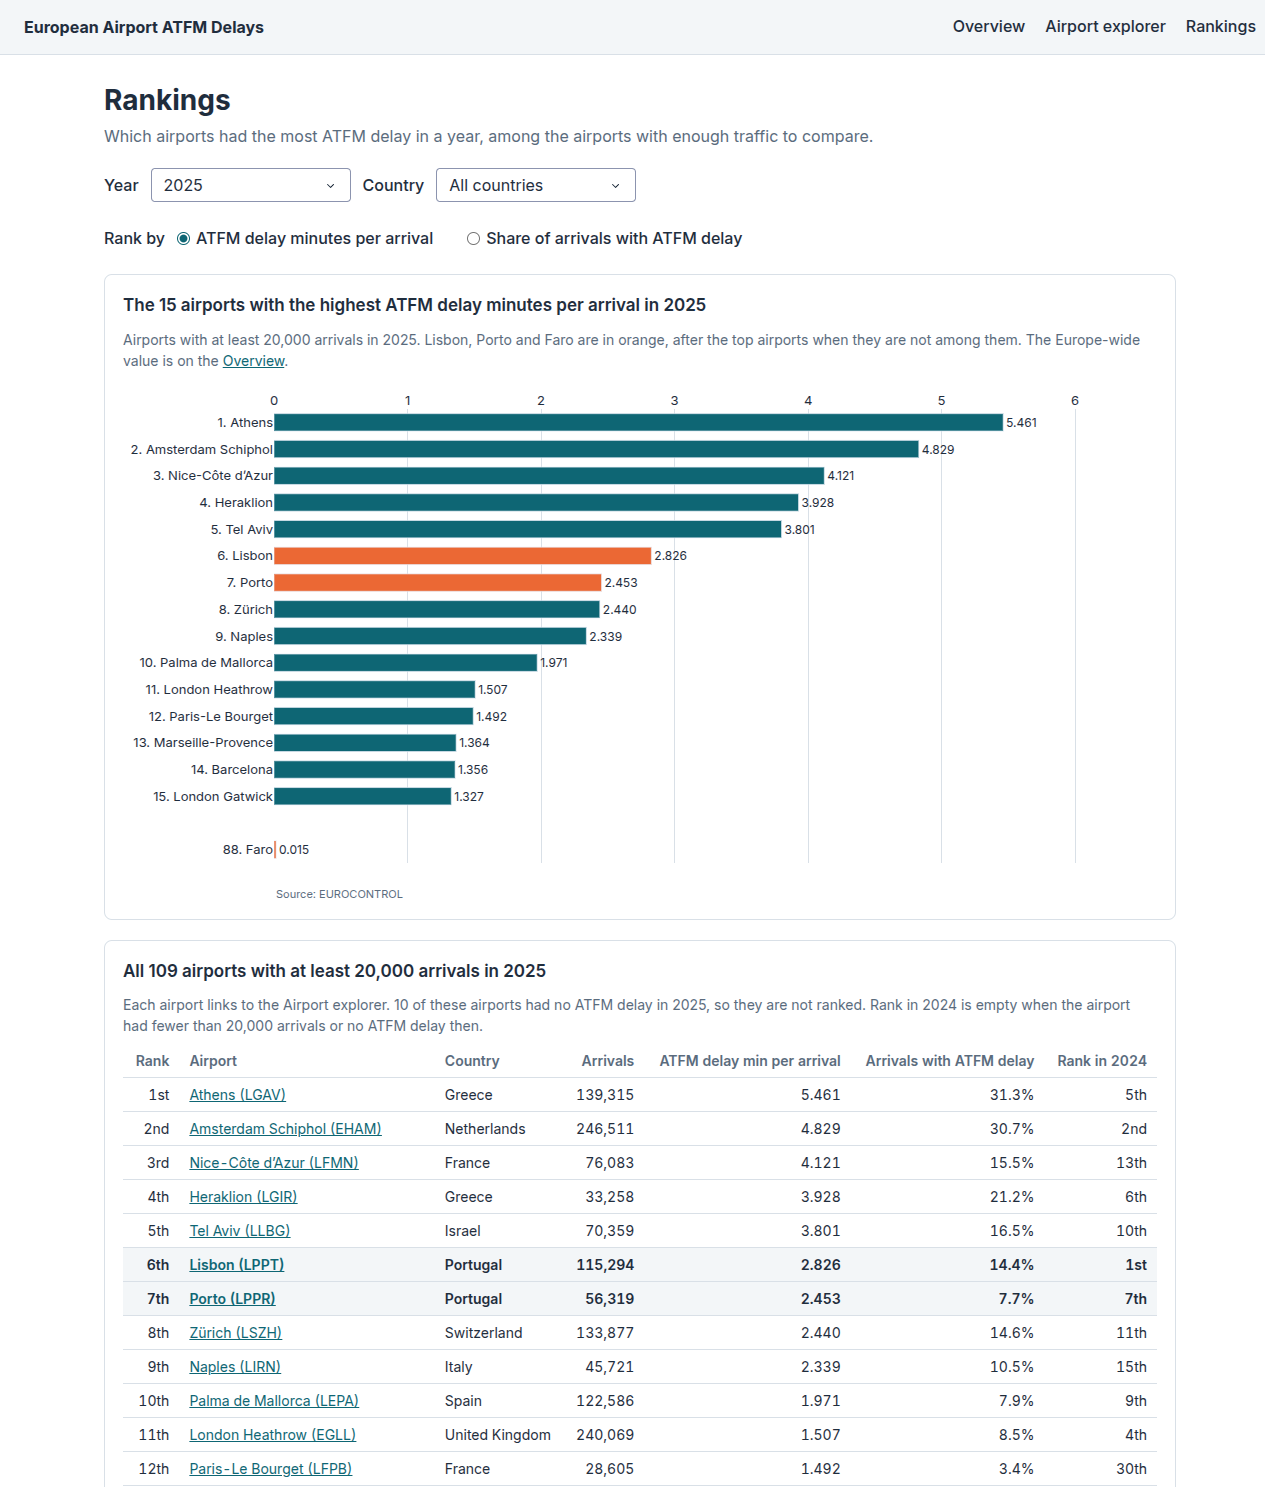 European Airport ATFM Delays
Overview Airport explorer Rankings
Rankings
Which airports had the most ATFM delay in a year, among the airports with enough traffic to compare.
Year 2025 Country All countries
Rank by ATFM delay minutes per arrival Share of arrivals with ATFM delay
The 15 airports with the highest ATFM delay minutes per arrival in 2025
Airports with at least 20,000 arrivals in 2025. Lisbon, Porto and Faro are in orange, after the top airports when they are not among them. The Europe-wide
value is on the Overview.
0 1 2 3 4 5 6
1. Athens 5.461
2. Amsterdam Schiphol 4.829
3. Nice-Côte d’Azur 4.121
4. Heraklion 3.928
5. Tel Aviv 3.801
6. Lisbon 2.826
7. Porto 2.453
8. Zürich 2.440
9. Naples 2.339
10. Palma de Mallorca 1.971
11. London Heathrow 1.507
12. Paris-Le Bourget 1.492
13. Marseille-Provence 1.364
14. Barcelona 1.356
15. London Gatwick 1.327
88. Faro 0.015
Source: EUROCONTROL
All 109 airports with at least 20,000 arrivals in 2025
Each airport links to the Airport explorer. 10 of these airports had no ATFM delay in 2025, so they are not ranked. Rank in 2024 is empty when the airport
had fewer than 20,000 arrivals or no ATFM delay then.
Rank Airport Country Arrivals ATFM delay min per arrival Arrivals with ATFM delay Rank in 2024
1st Athens (LGAV) Greece 139,315 5.461 31.3% 5th
2nd Amsterdam Schiphol (EHAM) Netherlands 246,511 4.829 30.7% 2nd
3rd Nice-Côte d’Azur (LFMN) France 76,083 4.121 15.5% 13th
4th Heraklion (LGIR) Greece 33,258 3.928 21.2% 6th
5th Tel Aviv (LLBG) Israel 70,359 3.801 16.5% 10th
6th Lisbon (LPPT) Portugal 115,294 2.826 14.4% 1st
7th Porto (LPPR) Portugal 56,319 2.453 7.7% 7th
8th Zürich (LSZH) Switzerland 133,877 2.440 14.6% 11th
9th Naples (LIRN) Italy 45,721 2.339 10.5% 15th
10th Palma de Mallorca (LEPA) Spain 122,586 1.971 7.9% 9th
11th London Heathrow (EGLL) United Kingdom 240,069 1.507 8.5% 4th
12th Paris-Le Bourget (LFPB) France 28,605 1.492 3.4% 30th